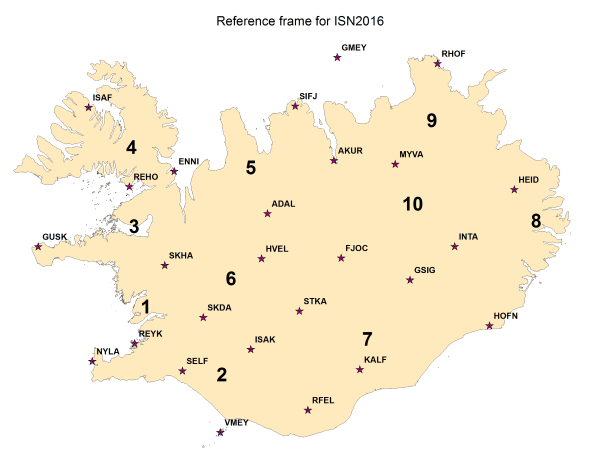 Reference frame for ISN2016
GMEY
RHOF
ISAF
SIFJ
9
4
AKUR
MYVA
ENNI
5
REHO
HEID
ADAL
10
8
3
GUSK
INTA
SKHA
HVEL
FJOC
6
GSIG
1
SKDA
STKA
HOFN
REYK
7
NYLA
ISAK
SELF
2
KALF
RFEL
VMEY